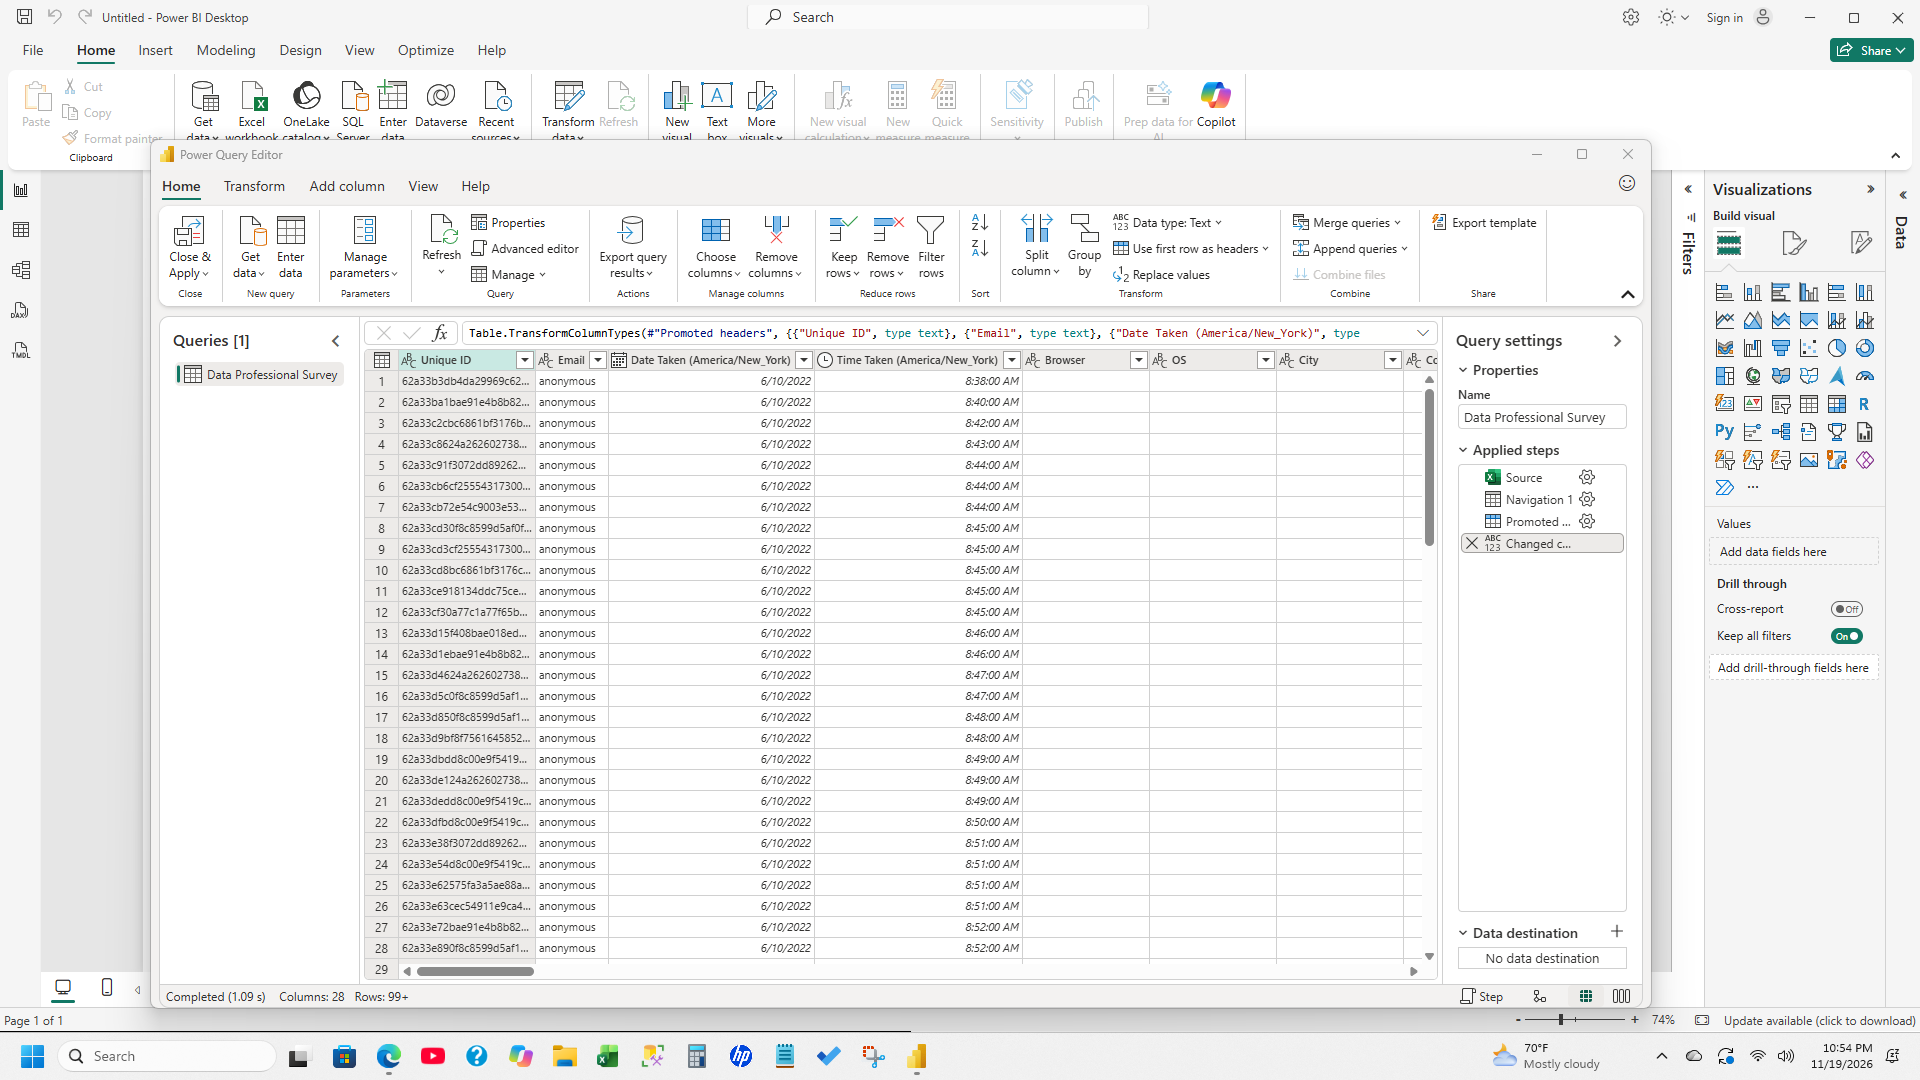 Untitled - Power BI Desktop
Search
Sign in
File Home Insert Modeling Design View Optimize Help
Share
Paste
Cut
Copy
Format painter
Clipboard
Get data
Excel workbook
OneLake catalog
SQL Server
Enter data
Dataverse
Recent sources
Transform data
Refresh
New visual
Text box
More visuals
New visual calculation
New measure
Quick measure
Sensitivity
Publish
Prep data for AI
Copilot
Power Query Editor
Home Transform Add column View Help
Close & Apply
Close
Get data
Enter data
New query
Manage parameters
Parameters
Refresh
Properties
Advanced editor
Manage
Query
Export query results
Actions
Choose columns
Remove columns
Manage columns
Keep rows
Remove rows
Filter rows
Reduce rows
Sort
Split column
Group by
Data type: Text
Use first row as headers
Replace values
Transform
Merge queries
Append queries
Combine files
Combine
Export template
Share
Queries [1]
Data Professional Survey
Table.TransformColumnTypes(#"Promoted headers", {{"Unique ID", type text}, {"Email", type text}, {"Date Taken (America/New_York)", type
Unique ID Email Date Taken (America/New_York) Time Taken (America/New_York) Browser OS City Co
1 62a33b3db4da29969c62... anonymous 6/10/2022 8:38:00 AM
2 62a33ba1bae91e4b8b82... anonymous 6/10/2022 8:40:00 AM
3 62a33c2cbc6861bf3176b... anonymous 6/10/2022 8:42:00 AM
4 62a33c8624a262602738... anonymous 6/10/2022 8:43:00 AM
5 62a33c91f3072dd89262... anonymous 6/10/2022 8:44:00 AM
6 62a33cb6cf25554317300... anonymous 6/10/2022 8:44:00 AM
7 62a33cb72e54c9003e53... anonymous 6/10/2022 8:44:00 AM
8 62a33cd30f8c8599d5af0f... anonymous 6/10/2022 8:45:00 AM
9 62a33cd3cf25554317300... anonymous 6/10/2022 8:45:00 AM
10 62a33cd8bc6861bf3176c... anonymous 6/10/2022 8:45:00 AM
11 62a33ce918134ddc75ce... anonymous 6/10/2022 8:45:00 AM
12 62a33cf30a77c1a77f65b... anonymous 6/10/2022 8:45:00 AM
13 62a33d15f408bae018ed... anonymous 6/10/2022 8:46:00 AM
14 62a33d1ebae91e4b8b82... anonymous 6/10/2022 8:46:00 AM
15 62a33d4624a262602738... anonymous 6/10/2022 8:47:00 AM
16 62a33d5c0f8c8599d5af1... anonymous 6/10/2022 8:47:00 AM
17 62a33d850f8c8599d5af1... anonymous 6/10/2022 8:48:00 AM
18 62a33d9bf8f7561645852... anonymous 6/10/2022 8:48:00 AM
19 62a33dbdd8c00e9f5419... anonymous 6/10/2022 8:49:00 AM
20 62a33de124a262602738... anonymous 6/10/2022 8:49:00 AM
21 62a33dedd8c00e9f5419c... anonymous 6/10/2022 8:49:00 AM
22 62a33dfbd8c00e9f5419c... anonymous 6/10/2022 8:50:00 AM
23 62a33e38f3072dd89262... anonymous 6/10/2022 8:51:00 AM
24 62a33e54d8c00e9f5419c... anonymous 6/10/2022 8:51:00 AM
25 62a33e62575fa3a5ae88a... anonymous 6/10/2022 8:51:00 AM
26 62a33e63cec54911e9ca4... anonymous 6/10/2022 8:51:00 AM
27 62a33e72bae91e4b8b82... anonymous 6/10/2022 8:52:00 AM
28 62a33e890f8c8599d5af1... anonymous 6/10/2022 8:52:00 AM
29
Query settings
Properties
Name
Data Professional Survey
Applied steps
Source
Navigation 1
Promoted ...
Changed c...
Data destination
No data destination
Completed (1.09 s) Columns: 28 Rows: 99+
Step
Filters
Visualizations
Build visual
Values
Add data fields here
Drill through
Cross-report Off
Keep all filters On
Add drill-through fields here
Data
Page 1 of 1
74%
Update available (click to download)
Search
70°F
Mostly cloudy
10:54 PM
11/19/2026